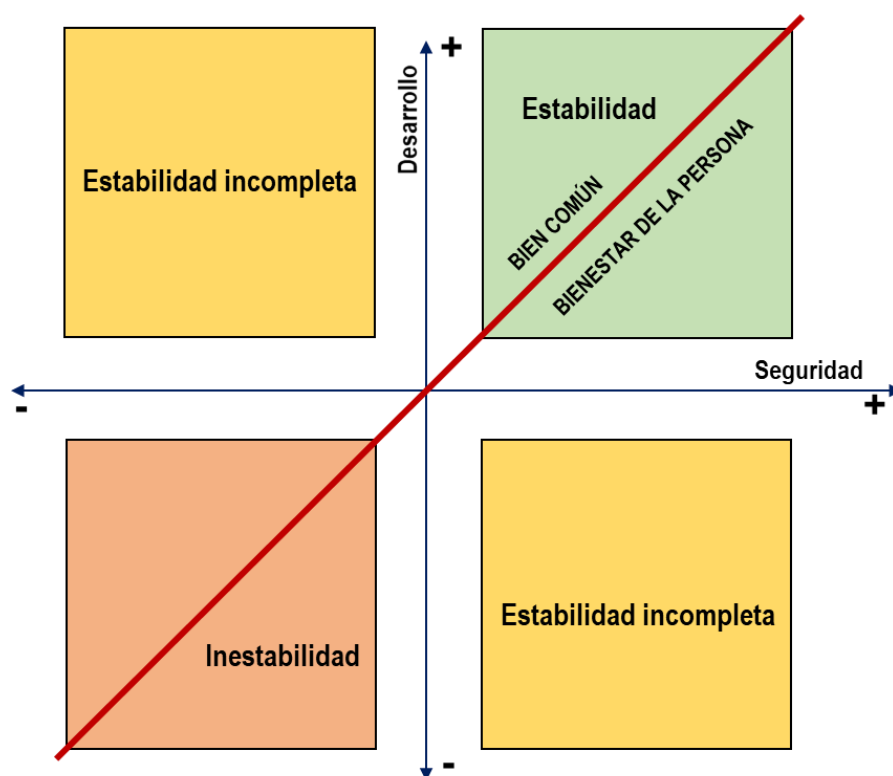 +
Desarrollo
Estabilidad
Estabilidad incompleta
BIEN COMÚN
BIENESTAR DE LA PERSONA
Seguridad
-
+
Estabilidad incompleta
Inestabilidad
-